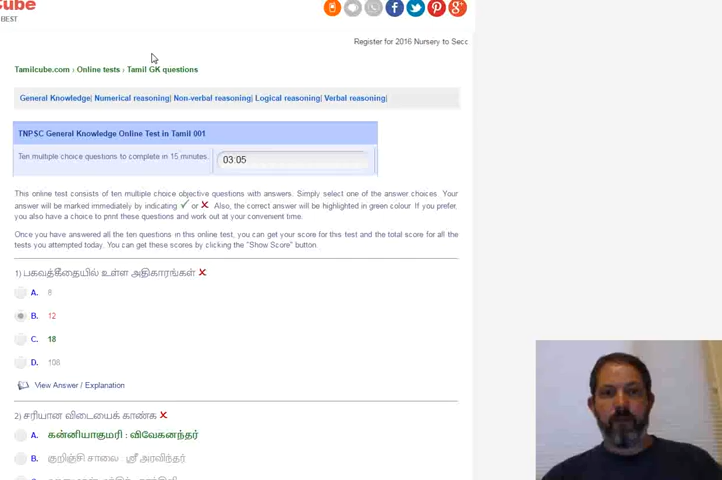 Cube
BEST
Register for 2016 Nursery to Secc
Tamilcube.com › Online tests › Tamil GK questions
General Knowledge| Numerical reasoning| Non-verbal reasoning| Logical reasoning| Verbal reasoning|
TNPSC General Knowledge Online Test in Tamil 001
Ten multiple choice questions to complete in 15 minutes. 03:05
This online test consists of ten multiple choice objective questions with answers. Simply select one of the answer choices. Your
answer will be marked immediately by indicating ✓ or ✗ Also, the correct answer will be highlighted in green colour. If you prefer,
you also have a choice to print these questions and work out at your convenient time.
Once you have answered all the ten questions in this online test, you can get your score for this test and the total score for all the
tests you attempted today. You can get these scores by clicking the "Show Score" button
1) பகவத்கீதையில் உள்ள அதிகாரங்கள் ✗
A. 8
B. 12
C. 18
D. 108
View Answer / Explanation
2) சரியான விடையைக் காண்க ✗
A. கன்னியாகுமரி : விவேகனந்தர்
B. குறிஞ்சி சாலை : ஸ்ரீ அரவிந்தர்